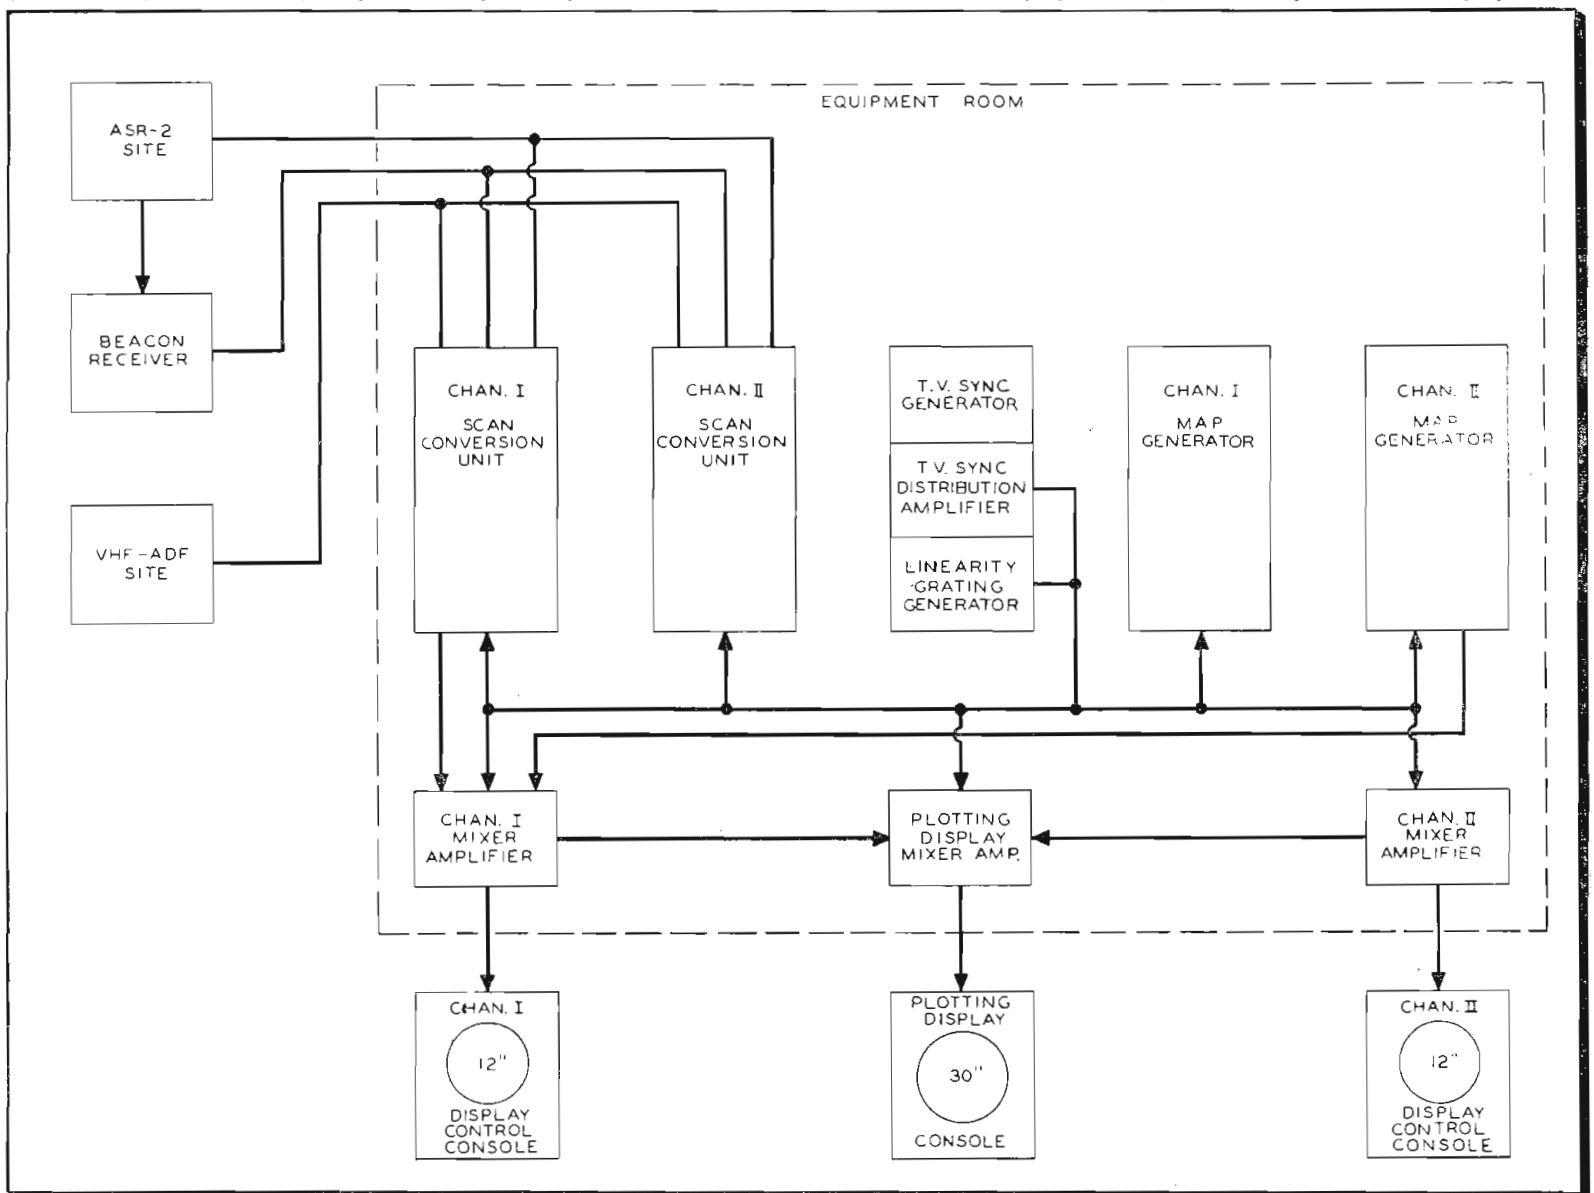 EQUIPMENT ROOM
ASR-2
SITE
BEACON
RECEIVER
VHF-ADF
SITE
CHAN. I
SCAN
CONVERSION
UNIT
CHAN. II
SCAN
CONVERSION
UNIT
T.V. SYNC
GENERATOR
T.V. SYNC
DISTRIBUTION
AMPLIFIER
LINEARITY
GRATING
GENERATOR
CHAN. I
MAP
GENERATOR
CHAN. II
MAP
GENERATOR
CHAN. I
MIXER
AMPLIFIER
PLOTTING
DISPLAY
MIXER AMP.
CHAN. II
MIXER
AMPLIFIER
CHAN. I
12"
DISPLAY
CONTROL
CONSOLE
PLOTTING
DISPLAY
30"
CONSOLE
CHAN. II
12"
DISPLAY
CONTROL
CONSOLE